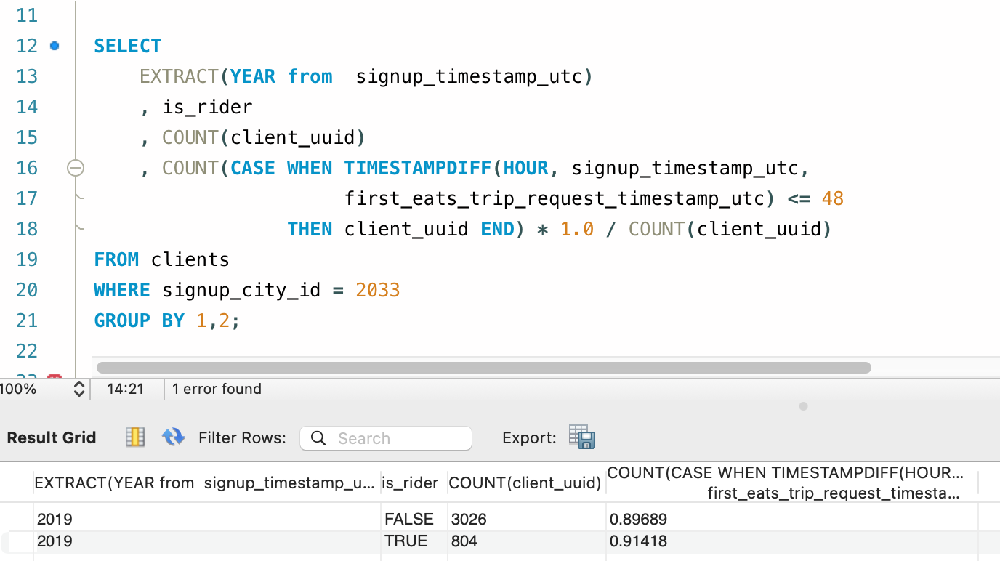 11
12 SELECT
13 EXTRACT(YEAR from  signup_timestamp_utc)
14 , is_rider
15 , COUNT(client_uuid)
16 , COUNT(CASE WHEN TIMESTAMPDIFF(HOUR, signup_timestamp_utc,
17 first_eats_trip_request_timestamp_utc) <= 48
18 THEN client_uuid END) * 1.0 / COUNT(client_uuid)
19 FROM clients
20 WHERE signup_city_id = 2033
21 GROUP BY 1,2;
22
100% 14:21 1 error found
Result Grid Filter Rows: Search Export:
EXTRACT(YEAR from  signup_timestamp_u... is_rider COUNT(client_uuid) COUNT(CASE WHEN TIMESTAMPDIFF(HOUR...
first_eats_trip_request_timesta...
2019 FALSE 3026 0.89689
2019 TRUE 804 0.91418